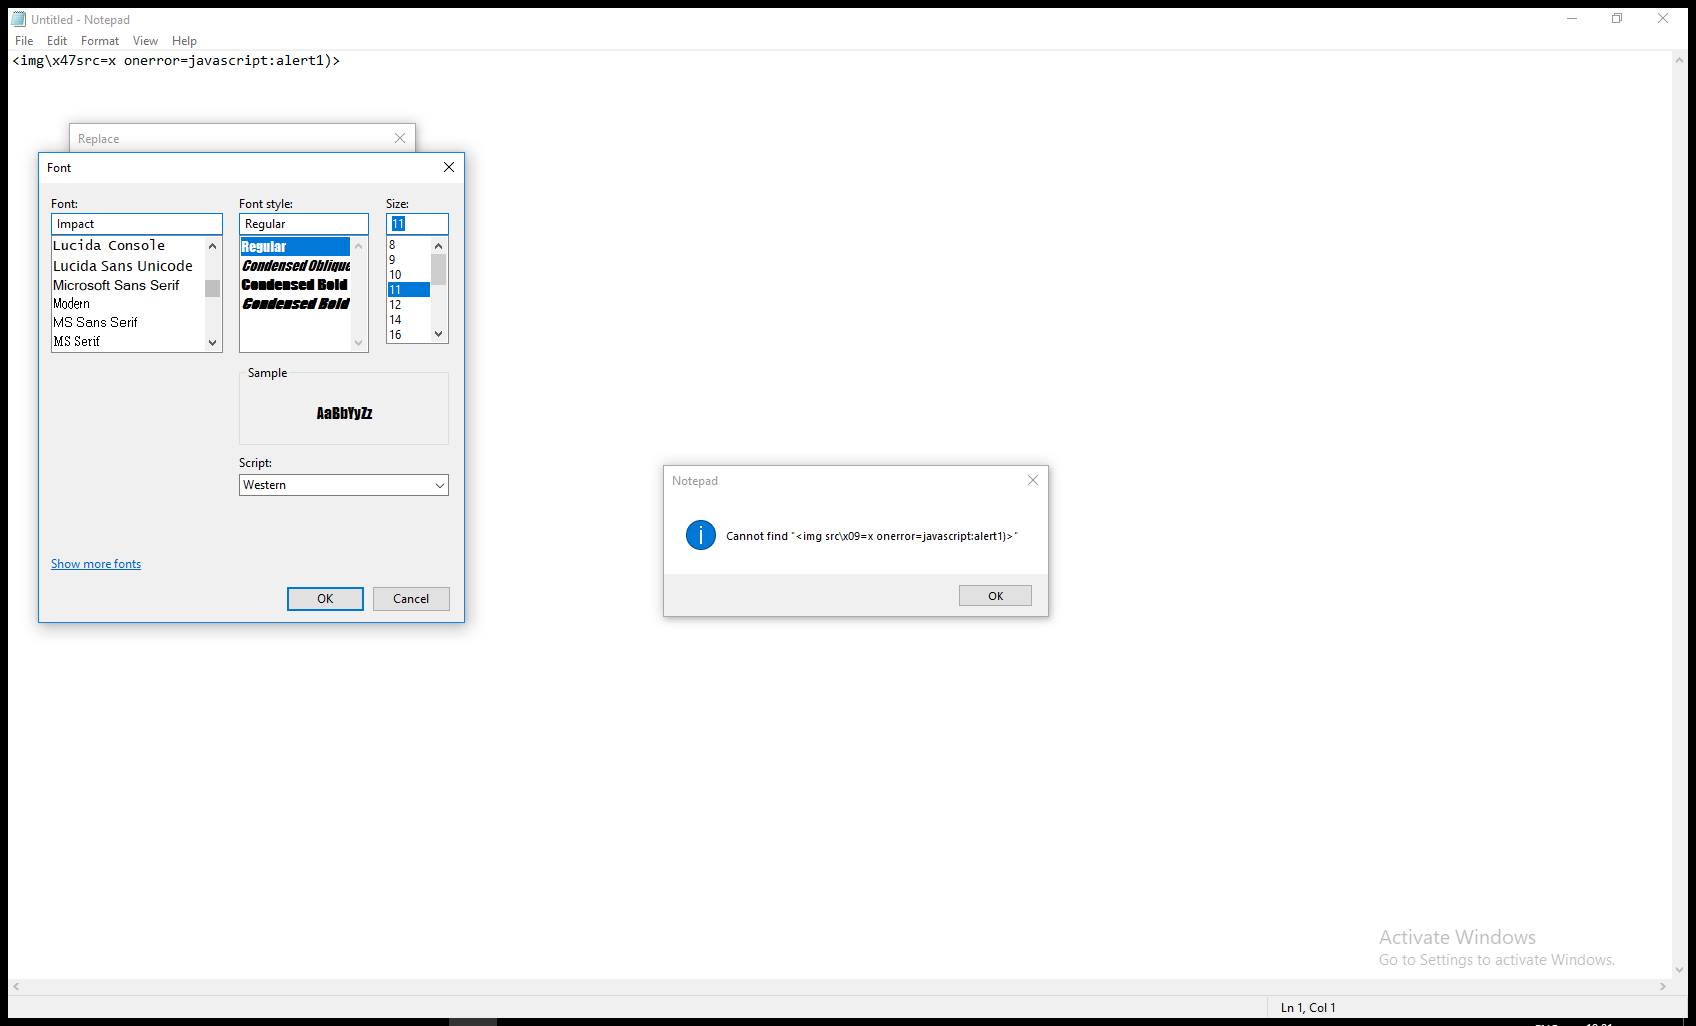 Untitled - Notepad
File Edit Format View Help
<img\x47src=x onerror=javascript:alert1)>
Replace
Font
Font: Font style: Size:
Impact Regular 11
Lucida Console
Lucida Sans Unicode
Microsoft Sans Serif
Modern
MS Sans Serif
MS Serif
Regular
Condensed Oblique
Condensed Bold
Condensed Bold
8
9
10
11
12
14
16
Sample
AaBbYyZz
Script:
Western
Show more fonts
OK Cancel
Notepad
Cannot find "<img src\x09=x onerror=javascript:alert1)>"
OK
Activate Windows
Go to Settings to activate Windows.
Ln 1, Col 1